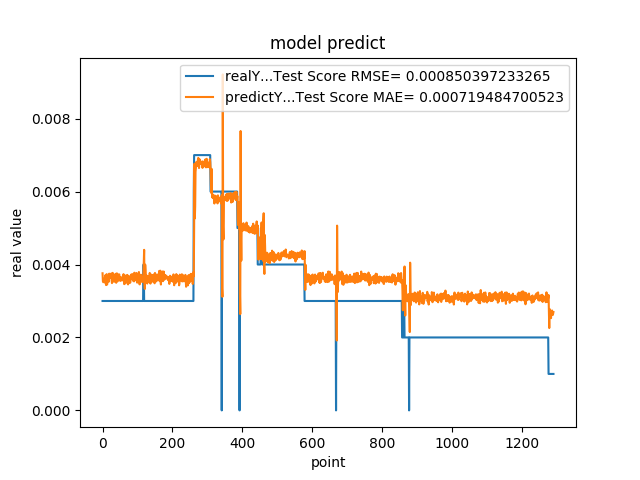 model predict
realY...Test Score RMSE= 0.000850397233265
predictY...Test Score MAE= 0.000719484700523
real value
0.008
0.006
0.004
0.002
0.000
0 200 400 600 800 1000 1200
point